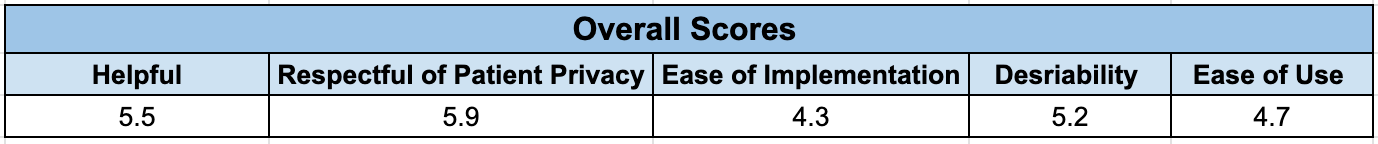 Overall Scores
Helpful Respectful of Patient Privacy Ease of Implementation Desriability Ease of Use
5.5 5.9 4.3 5.2 4.7